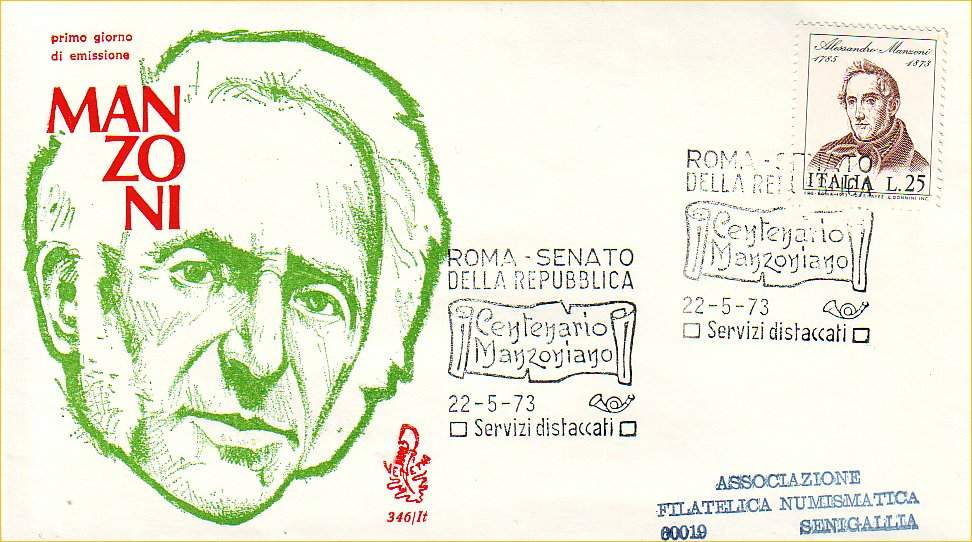 primo giorno
di emissione
MAN
ZO
NI
Alessandro Manzoni
1785 1873
ITALIA L.25
ROMA - SENATO
DELLA REPUBBLICA
Centenario
Manzoniano
22-5-73
Servizi distaccati
ROMA - SENATO
DELLA REPUBBLICA
Centenario
Manzoniano
22-5-73
Servizi distaccati
VENETIA
346/It
ASSOCIAZIONE
FILATELICA NUMISMATICA
60019 SENIGALLIA